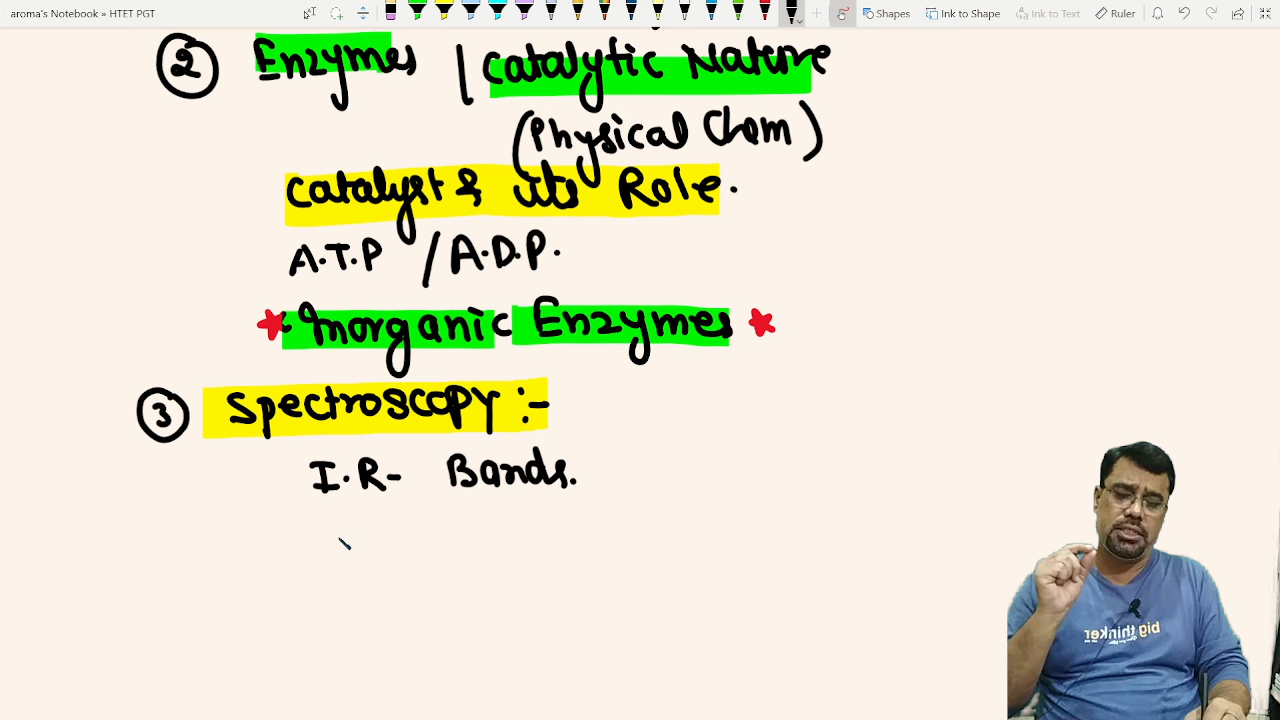 aroma's Notebook » HTET PGT
Shapes
Ink to Shape
Ink to Text
Ruler
2 Enzymes / Catalytic Nature
(Physical Chem)
Catalyst & its Role.
A.T.P / A.D.P.
* Inorganic Enzymes *
3 Spectroscopy :-
I.R- Bands.
big thinker